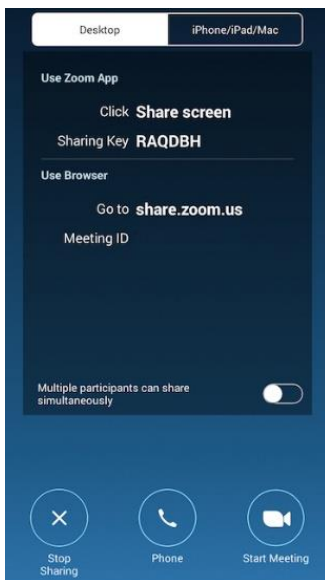 Desktop iPhone/iPad/Mac
Use Zoom App
Click Share screen
Sharing Key RAQDBH
Use Browser
Go to share.zoom.us
Meeting ID
Multiple participants can share
simultaneously
Stop Phone Start Meeting
Sharing